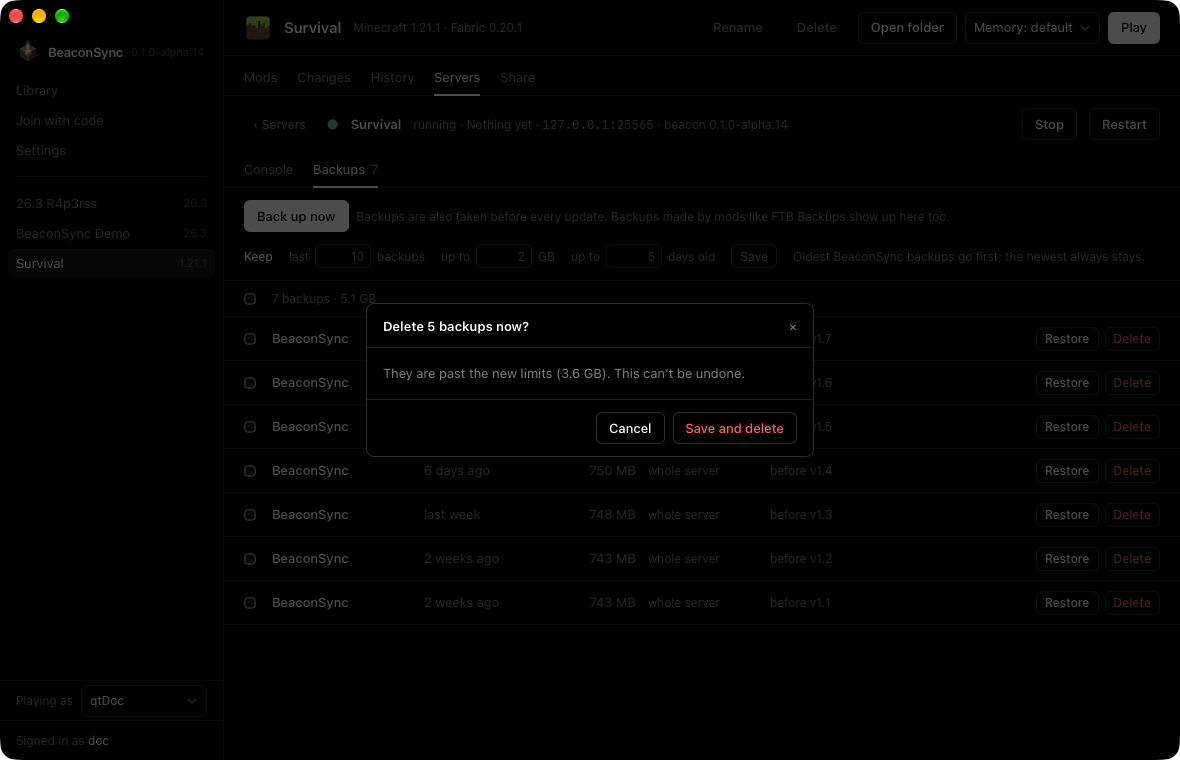 BeaconSync 0.1.0-alpha.14
Library
Join with code
Settings
26.3 R4p3rss 26.3
BeaconSync Demo 26.3
Survival 1.21.1
Playing as qtDoc
Signed in as doc
Survival Minecraft 1.21.1 · Fabric 0.20.1 Rename Delete Open folder Memory: default Play
Mods Changes History Servers Share
‹ Servers Survival running · Nothing yet · 127.0.0.1:25565 · beacon 0.1.0-alpha.14 Stop Restart
Console Backups 7
Back up now Backups are also taken before every update. Backups made by mods like FTB Backups show up here too.
Keep last 10 backups up to 2 GB up to 5 days old Save Oldest BeaconSync backups go first; the newest always stays.
7 backups · 5.1 GB
Delete 5 backups now? ×
They are past the new limits (3.6 GB). This can't be undone.
Cancel Save and delete
BeaconSync v1.7 Restore Delete
BeaconSync v1.6 Restore Delete
BeaconSync v1.5 Restore Delete
BeaconSync 6 days ago 750 MB whole server before v1.4 Restore Delete
BeaconSync last week 748 MB whole server before v1.3 Restore Delete
BeaconSync 2 weeks ago 743 MB whole server before v1.2 Restore Delete
BeaconSync 2 weeks ago 743 MB whole server before v1.1 Restore Delete